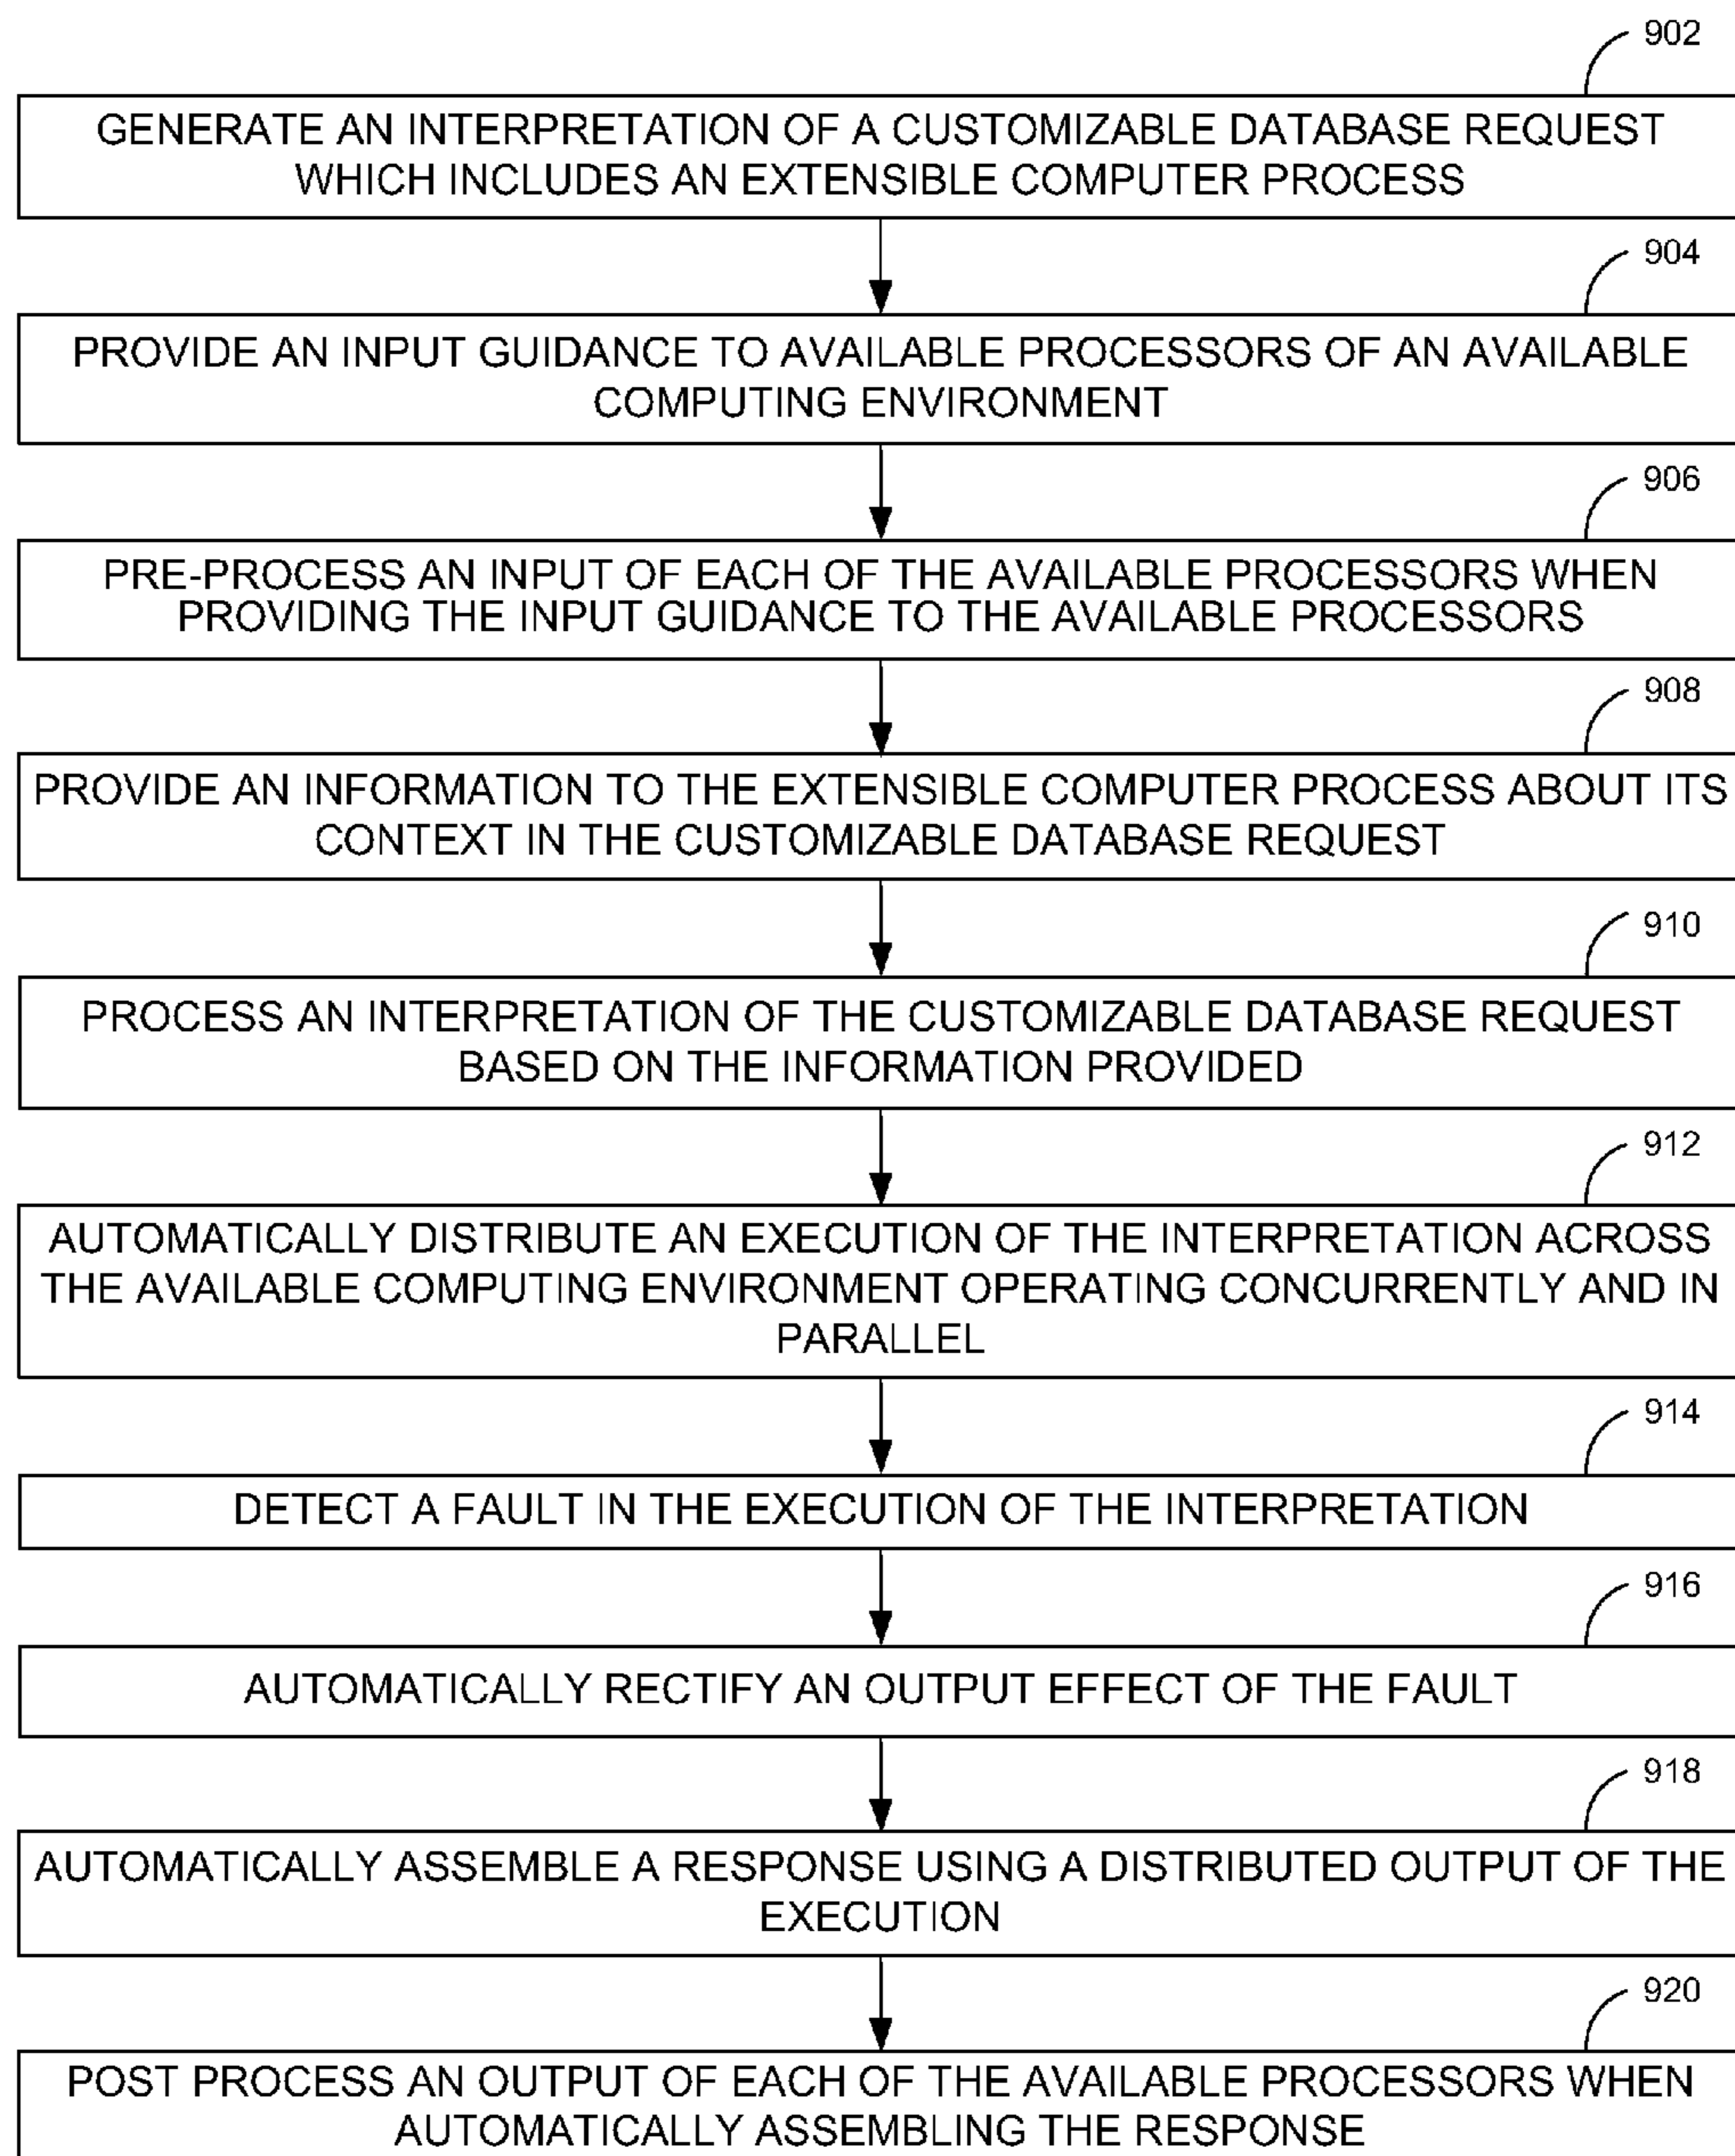 902
GENERATE AN INTERPRETATION OF A CUSTOMIZABLE DATABASE REQUEST
WHICH INCLUDES AN EXTENSIBLE COMPUTER PROCESS
904
PROVIDE AN INPUT GUIDANCE TO AVAILABLE PROCESSORS OF AN AVAILABLE
COMPUTING ENVIRONMENT
906
PRE-PROCESS AN INPUT OF EACH OF THE AVAILABLE PROCESSORS WHEN
PROVIDING THE INPUT GUIDANCE TO THE AVAILABLE PROCESSORS
908
PROVIDE AN INFORMATION TO THE EXTENSIBLE COMPUTER PROCESS ABOUT ITS
CONTEXT IN THE CUSTOMIZABLE DATABASE REQUEST
910
PROCESS AN INTERPRETATION OF THE CUSTOMIZABLE DATABASE REQUEST
BASED ON THE INFORMATION PROVIDED
912
AUTOMATICALLY DISTRIBUTE AN EXECUTION OF THE INTERPRETATION ACROSS
THE AVAILABLE COMPUTING ENVIRONMENT OPERATING CONCURRENTLY AND IN
PARALLEL
914
DETECT A FAULT IN THE EXECUTION OF THE INTERPRETATION
916
AUTOMATICALLY RECTIFY AN OUTPUT EFFECT OF THE FAULT
918
AUTOMATICALLY ASSEMBLE A RESPONSE USING A DISTRIBUTED OUTPUT OF THE
EXECUTION
920
POST PROCESS AN OUTPUT OF EACH OF THE AVAILABLE PROCESSORS WHEN
AUTOMATICALLY ASSEMBLING THE RESPONSE